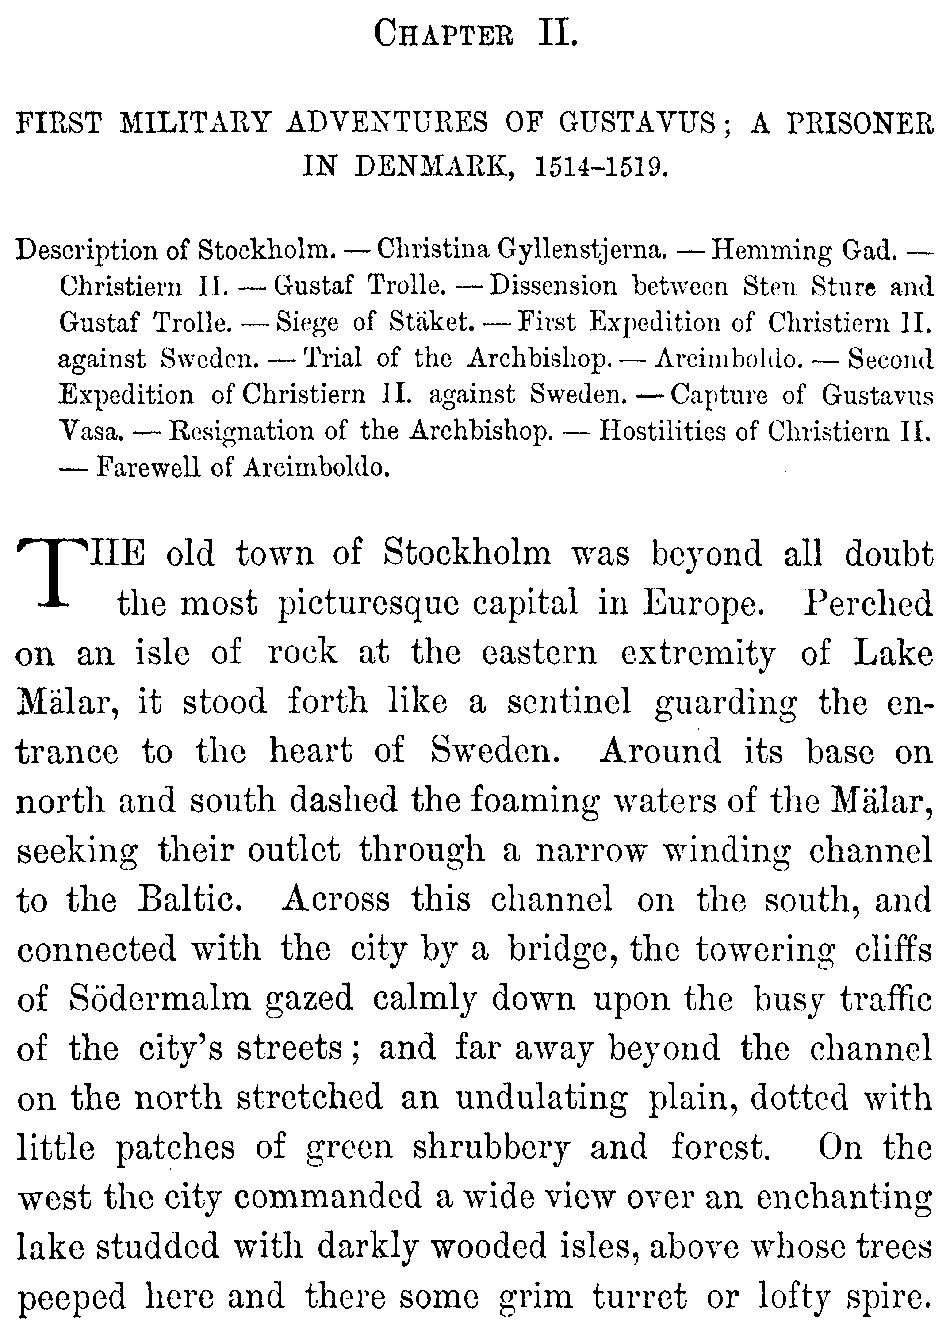 CHAPTER II.
FIRST MILITARY ADVENTURES OF GUSTAVUS; A PRISONER
IN DENMARK, 1514–1519.
Description of Stockholm. — Christina Gyllenstjerna. — Hemming Gad. —
Christiern II. — Gustaf Trolle. — Dissension between Sten Sture and
Gustaf Trolle. — Siege of Stäket. — First Expedition of Christiern II.
against Sweden. — Trial of the Archbishop. — Arcimboldo. — Second
Expedition of Christiern II. against Sweden. — Capture of Gustavus
Vasa. — Resignation of the Archbishop. — Hostilities of Christiern II.
— Farewell of Arcimboldo.
THE old town of Stockholm was beyond all doubt
the most picturesque capital in Europe. Perched
on an isle of rock at the eastern extremity of Lake
Mälar, it stood forth like a sentinel guarding the en-
trance to the heart of Sweden. Around its base on
north and south dashed the foaming waters of the Mälar,
seeking their outlet through a narrow winding channel
to the Baltic. Across this channel on the south, and
connected with the city by a bridge, the towering cliffs
of Södermalm gazed calmly down upon the busy traffic
of the city's streets; and far away beyond the channel
on the north stretched an undulating plain, dotted with
little patches of green shrubbery and forest. On the
west the city commanded a wide view over an enchanting
lake studded with darkly wooded isles, above whose trees
peeped here and there some grim turret or lofty spire.